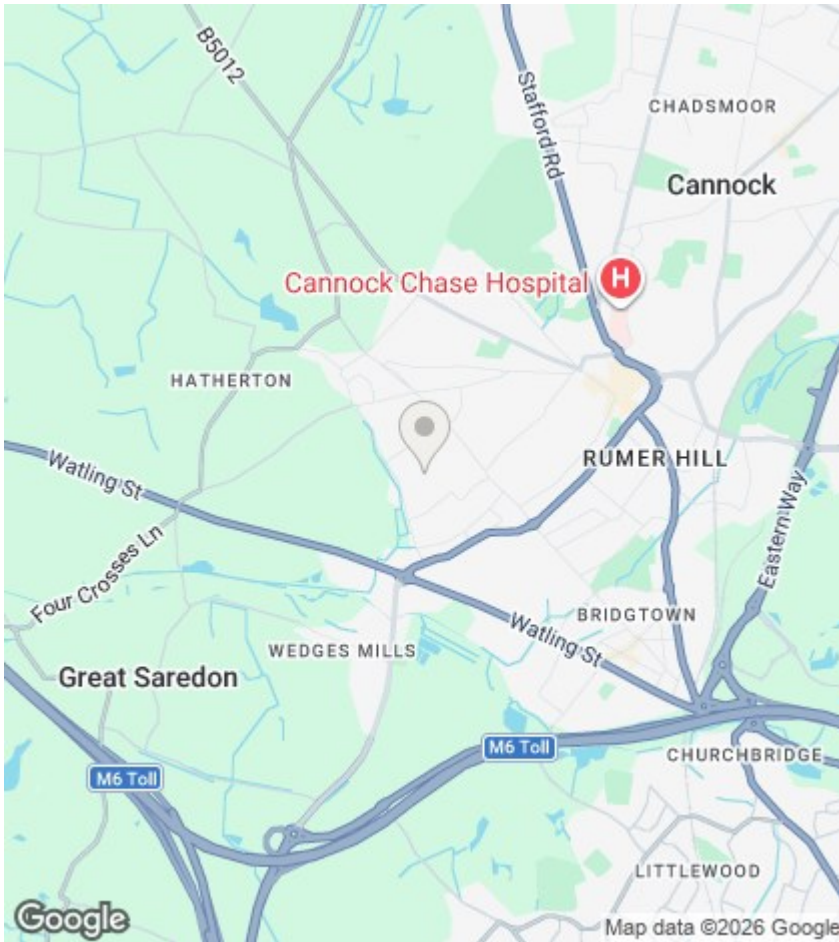 B5012
Stafford Rd
CHADSMOOR
Cannock
Cannock Chase Hospital
H
HATHERTON
Watling St
RUMER HILL
Eastern Way
Four Crosses Ln
BRIDGTOWN
Watling St
WEDGES MILLS
Great Saredon
M6 Toll
M6 Toll
CHURCHBRIDGE
LITTLEWOOD
Google
Map data ©2026 Google